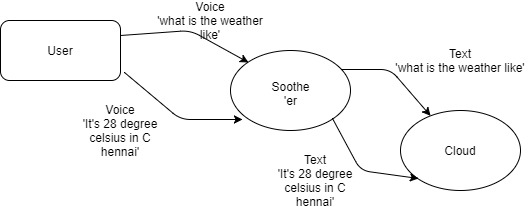 Voice
'what is the weather
like'
User
Text
'what is the weather like'
Soothe
'er
Voice
'It's 28 degree
celsius in C
hennai'
Cloud
Text
'It's 28 degree
celsius in C
hennai'